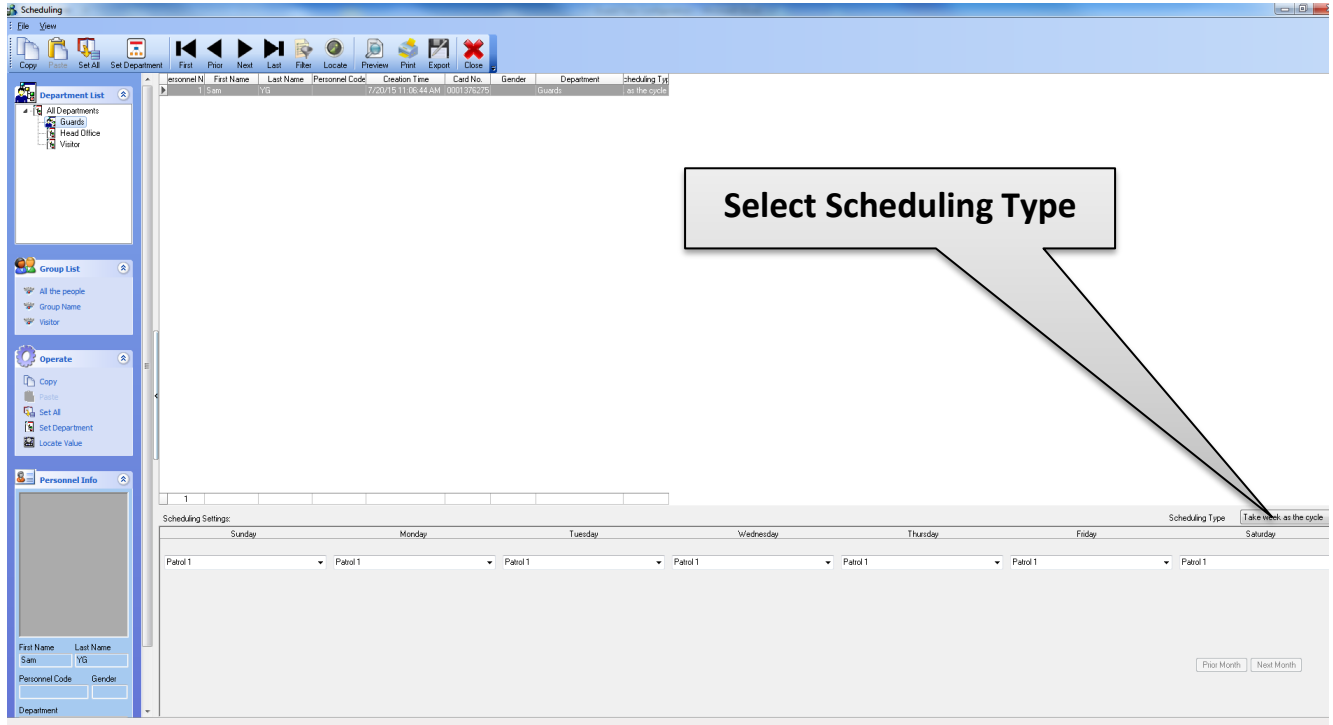 Scheduling
File View
Copy Paste Set All Set Department First Prior Next Last Filter Locate Preview Print Export Close
ersonnel N First Name Last Name Personnel Code Creation Time Card No. Gender Department cheduling Typ
1 Sam YG 7/20/15 11:06:44 AM 0001376275 Guards as the cycle
Department List
All Departments
Guards
Head Office
Visitor
Select Scheduling Type
Group List
All the people
Group Name
Visitor
Operate
Copy
Paste
Set All
Set Department
Locate Value
Personnel Info
1
Scheduling Settings: Scheduling Type Take week as the cycle
Sunday Monday Tuesday Wednesday Thursday Friday Saturday
Patrol 1 Patrol 1 Patrol 1 Patrol 1 Patrol 1 Patrol 1 Patrol 1
First Name Last Name
Sam YG
Prior Month Next Month
Personnel Code Gender
Department